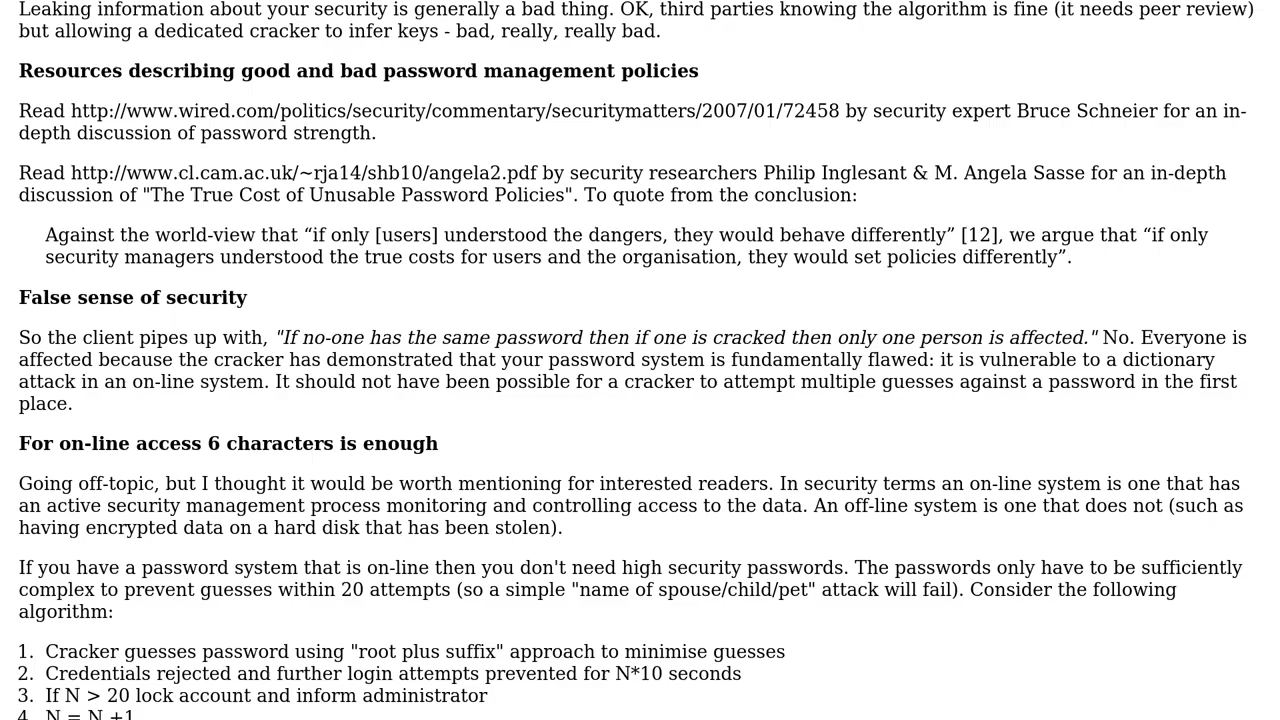 Leaking information about your security is generally a bad thing. OK, third parties knowing the algorithm is fine (it needs peer review)
but allowing a dedicated cracker to infer keys - bad, really, really bad.
Resources describing good and bad password management policies
Read http://www.wired.com/politics/security/commentary/securitymatters/2007/01/72458 by security expert Bruce Schneier for an in-
depth discussion of password strength.
Read http://www.cl.cam.ac.uk/~rja14/shb10/angela2.pdf by security researchers Philip Inglesant & M. Angela Sasse for an in-depth
discussion of "The True Cost of Unusable Password Policies". To quote from the conclusion:
Against the world-view that “if only [users] understood the dangers, they would behave differently” [12], we argue that “if only
security managers understood the true costs for users and the organisation, they would set policies differently”.
False sense of security
So the client pipes up with, "If no-one has the same password then if one is cracked then only one person is affected." No. Everyone is
affected because the cracker has demonstrated that your password system is fundamentally flawed: it is vulnerable to a dictionary
attack in an on-line system. It should not have been possible for a cracker to attempt multiple guesses against a password in the first
place.
For on-line access 6 characters is enough
Going off-topic, but I thought it would be worth mentioning for interested readers. In security terms an on-line system is one that has
an active security management process monitoring and controlling access to the data. An off-line system is one that does not (such as
having encrypted data on a hard disk that has been stolen).
If you have a password system that is on-line then you don't need high security passwords. The passwords only have to be sufficiently
complex to prevent guesses within 20 attempts (so a simple "name of spouse/child/pet" attack will fail). Consider the following
algorithm:
1. Cracker guesses password using "root plus suffix" approach to minimise guesses
2. Credentials rejected and further login attempts prevented for N*10 seconds
3. If N > 20 lock account and inform administrator
4. N = N +1